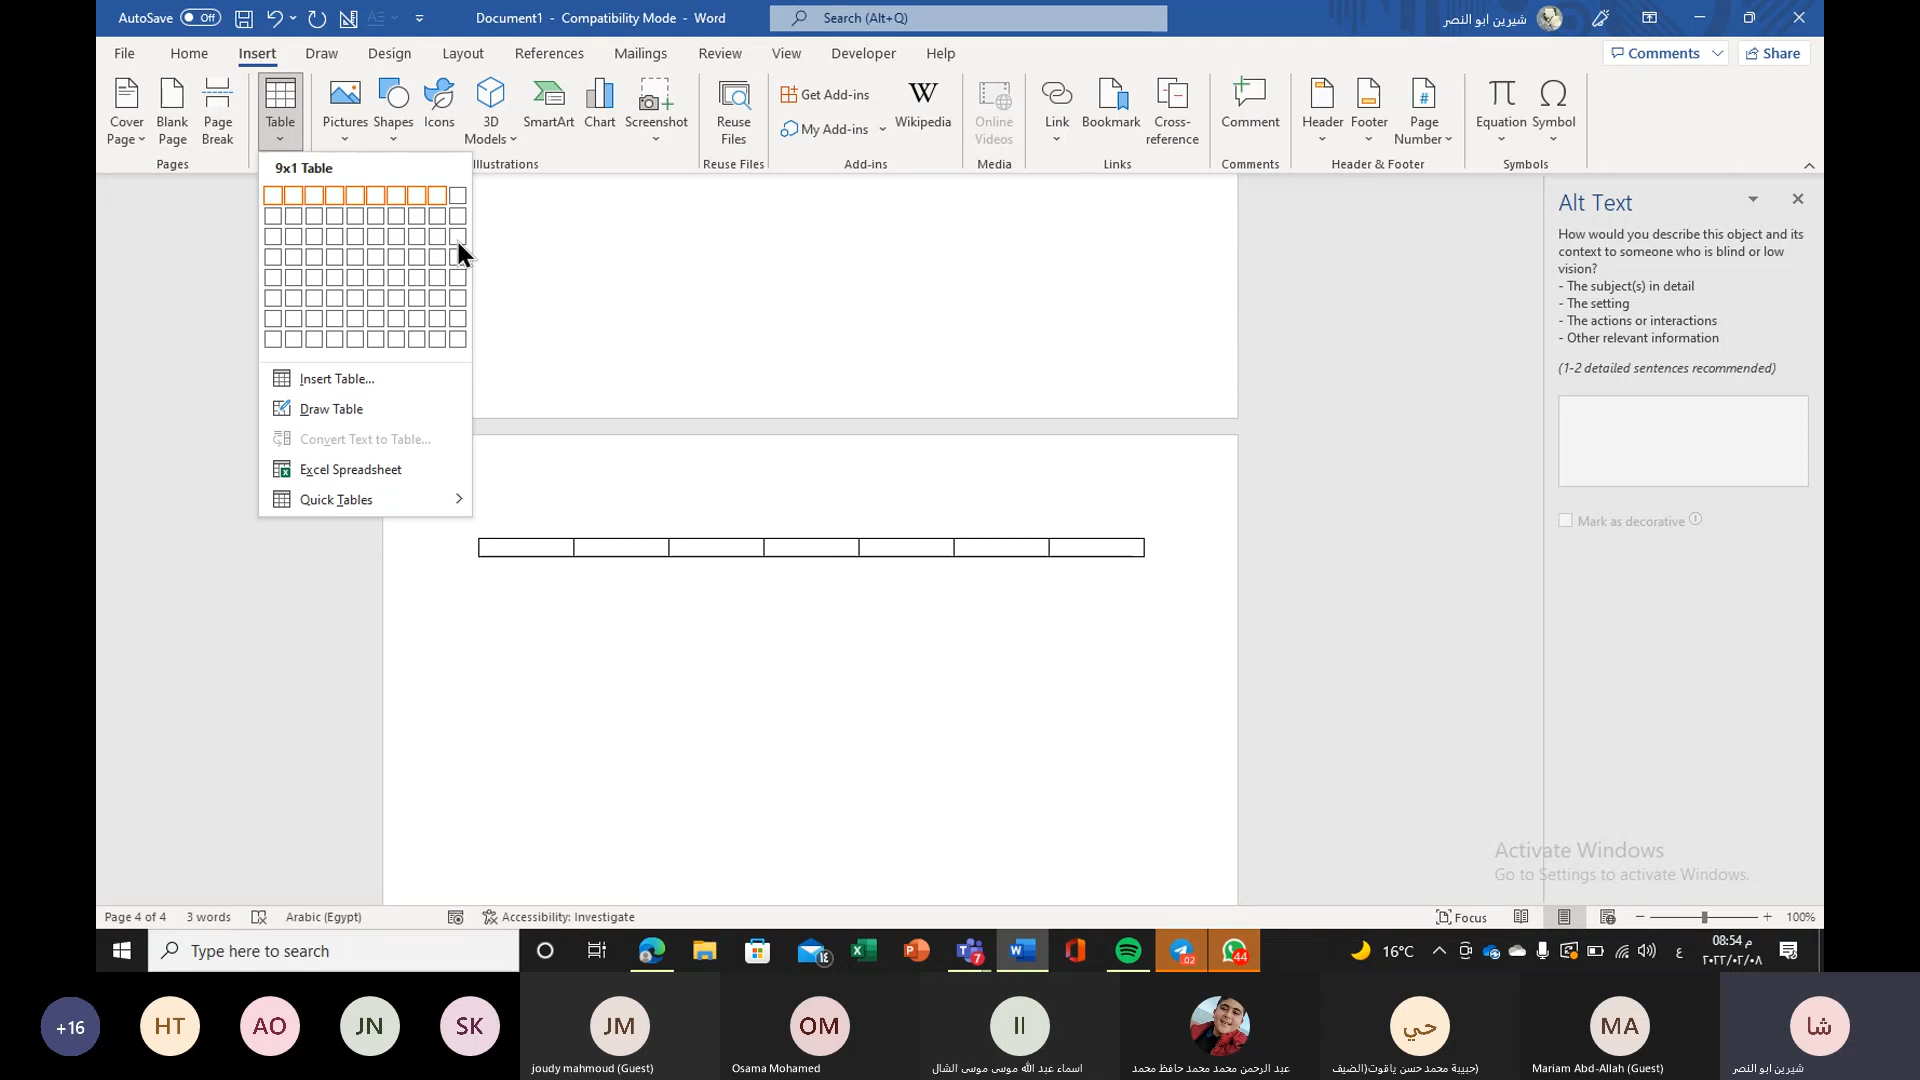 AutoSave Off Document1 - Compatibility Mode - Word Search (Alt+Q) شيرين ابو النصر
File Home Insert Draw Design Layout References Mailings Review View Developer Help Comments Share
Cover Page Blank Page Page Break Table Pictures Shapes Icons 3D Models SmartArt Chart Screenshot Reuse Files Get Add-ins My Add-ins Wikipedia Online Videos Link Bookmark Cross-reference Comment Header Footer Page Number Equation Symbol
Pages Illustrations Reuse Files Add-ins Media Links Comments Header & Footer Symbols
9x1 Table
Insert Table...
Draw Table
Convert Text to Table...
Excel Spreadsheet
Quick Tables
Alt Text
How would you describe this object and its
context to someone who is blind or low
vision?
- The subject(s) in detail
- The setting
- The actions or interactions
- Other relevant information
(1-2 detailed sentences recommended)
Mark as decorative
Activate Windows
Go to Settings to activate Windows.
Page 4 of 4 3 words Arabic (Egypt) Accessibility: Investigate Focus 100%
Type here to search ١٤ 7 ..02 44 16°C ع 08:54 م
٢٠٢٢/٠٢/٠٨
+16 HT AO JN SK JM OM اا حي MA شا
joudy mahmoud (Guest) Osama Mohamed اسماء عبد الله موسى موسى الشال عبد الرحمن محمد محمد حافظ محمد حبيبة محمد حسن ياقوت(الضيف) Mariam Abd-Allah (Guest) شيرين ابو النصر